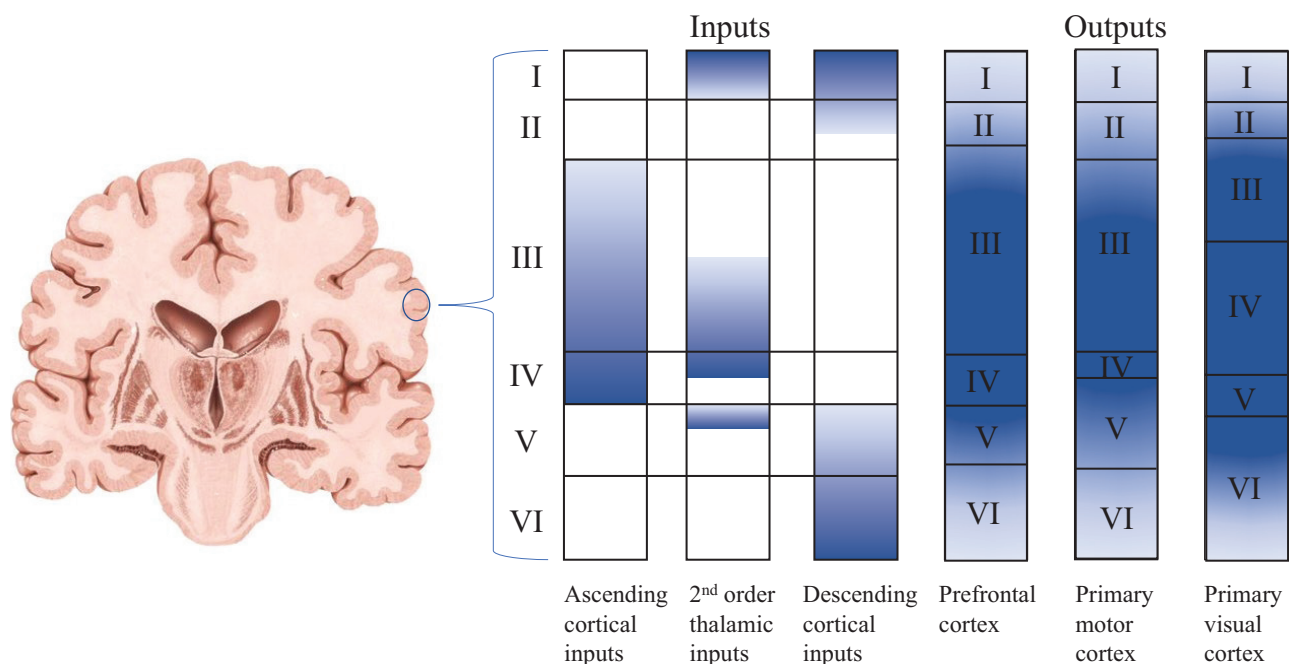 Inputs
Outputs
I
II
III
IV
V
VI
I
II
III
IV
V
VI
I
II
III
IV
V
VI
I
II
III
IV
V
VI
Ascending
cortical
inputs
2nd order
thalamic
inputs
Descending
cortical
inputs
Prefrontal
cortex
Primary
motor
cortex
Primary
visual
cortex